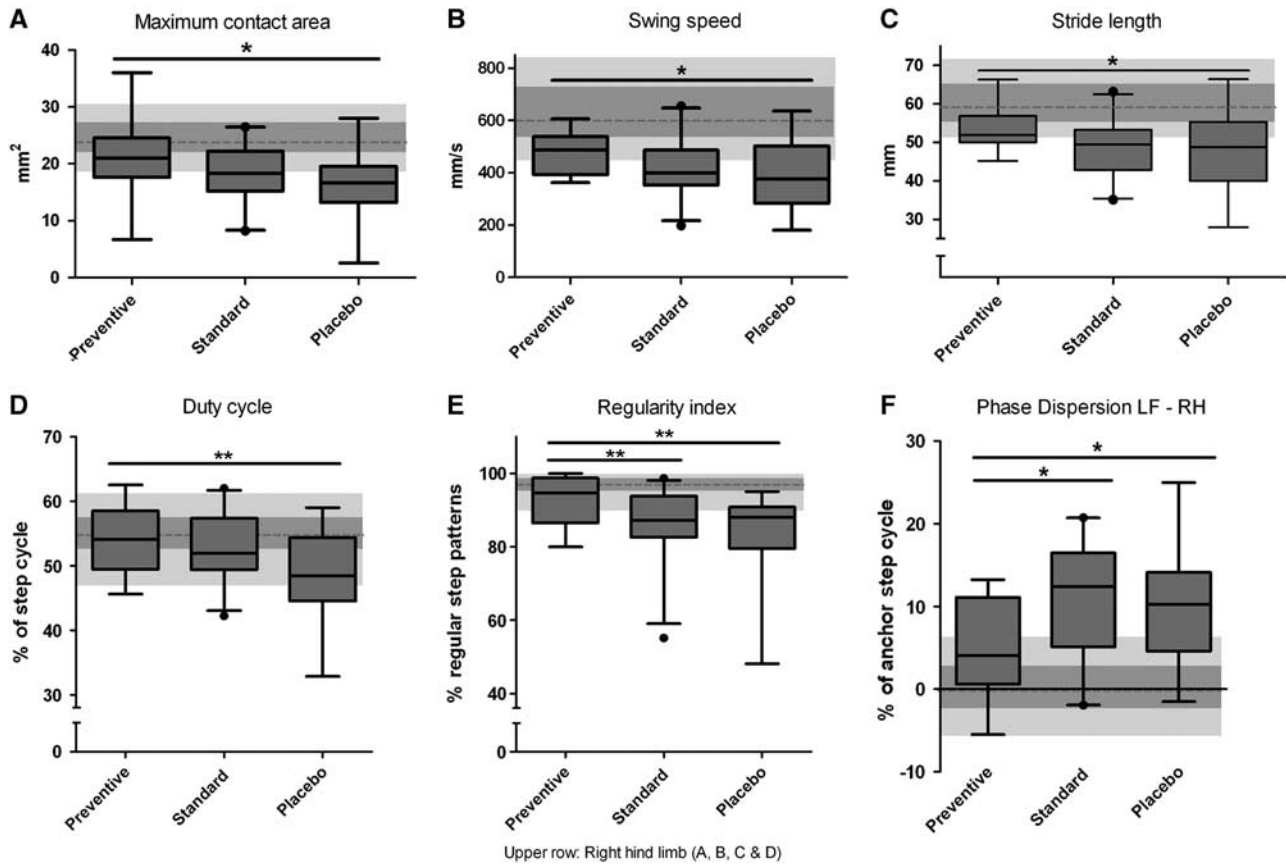 A Maximum contact area
*
40
30
20
10
0
mm²
.Preventive
Standard
Placebo
B Swing speed
*
800
600
400
200
0
mm/s
Preventive
Standard
Placebo
C Stride length
*
70
60
50
40
30
mm
Preventive
Standard
Placebo
D Duty cycle
**
70
60
50
40
30
0
% of step cycle
Preventive
Standard
Placebo
E Regularity index
**
**
100
80
60
40
0
% regular step patterns
Preventive
Standard
Placebo
F Phase Dispersion LF - RH
*
*
30
20
10
0
-10
% of anchor step cycle
Preventive
Standard
Placebo
Upper row: Right hind limb (A, B, C & D)